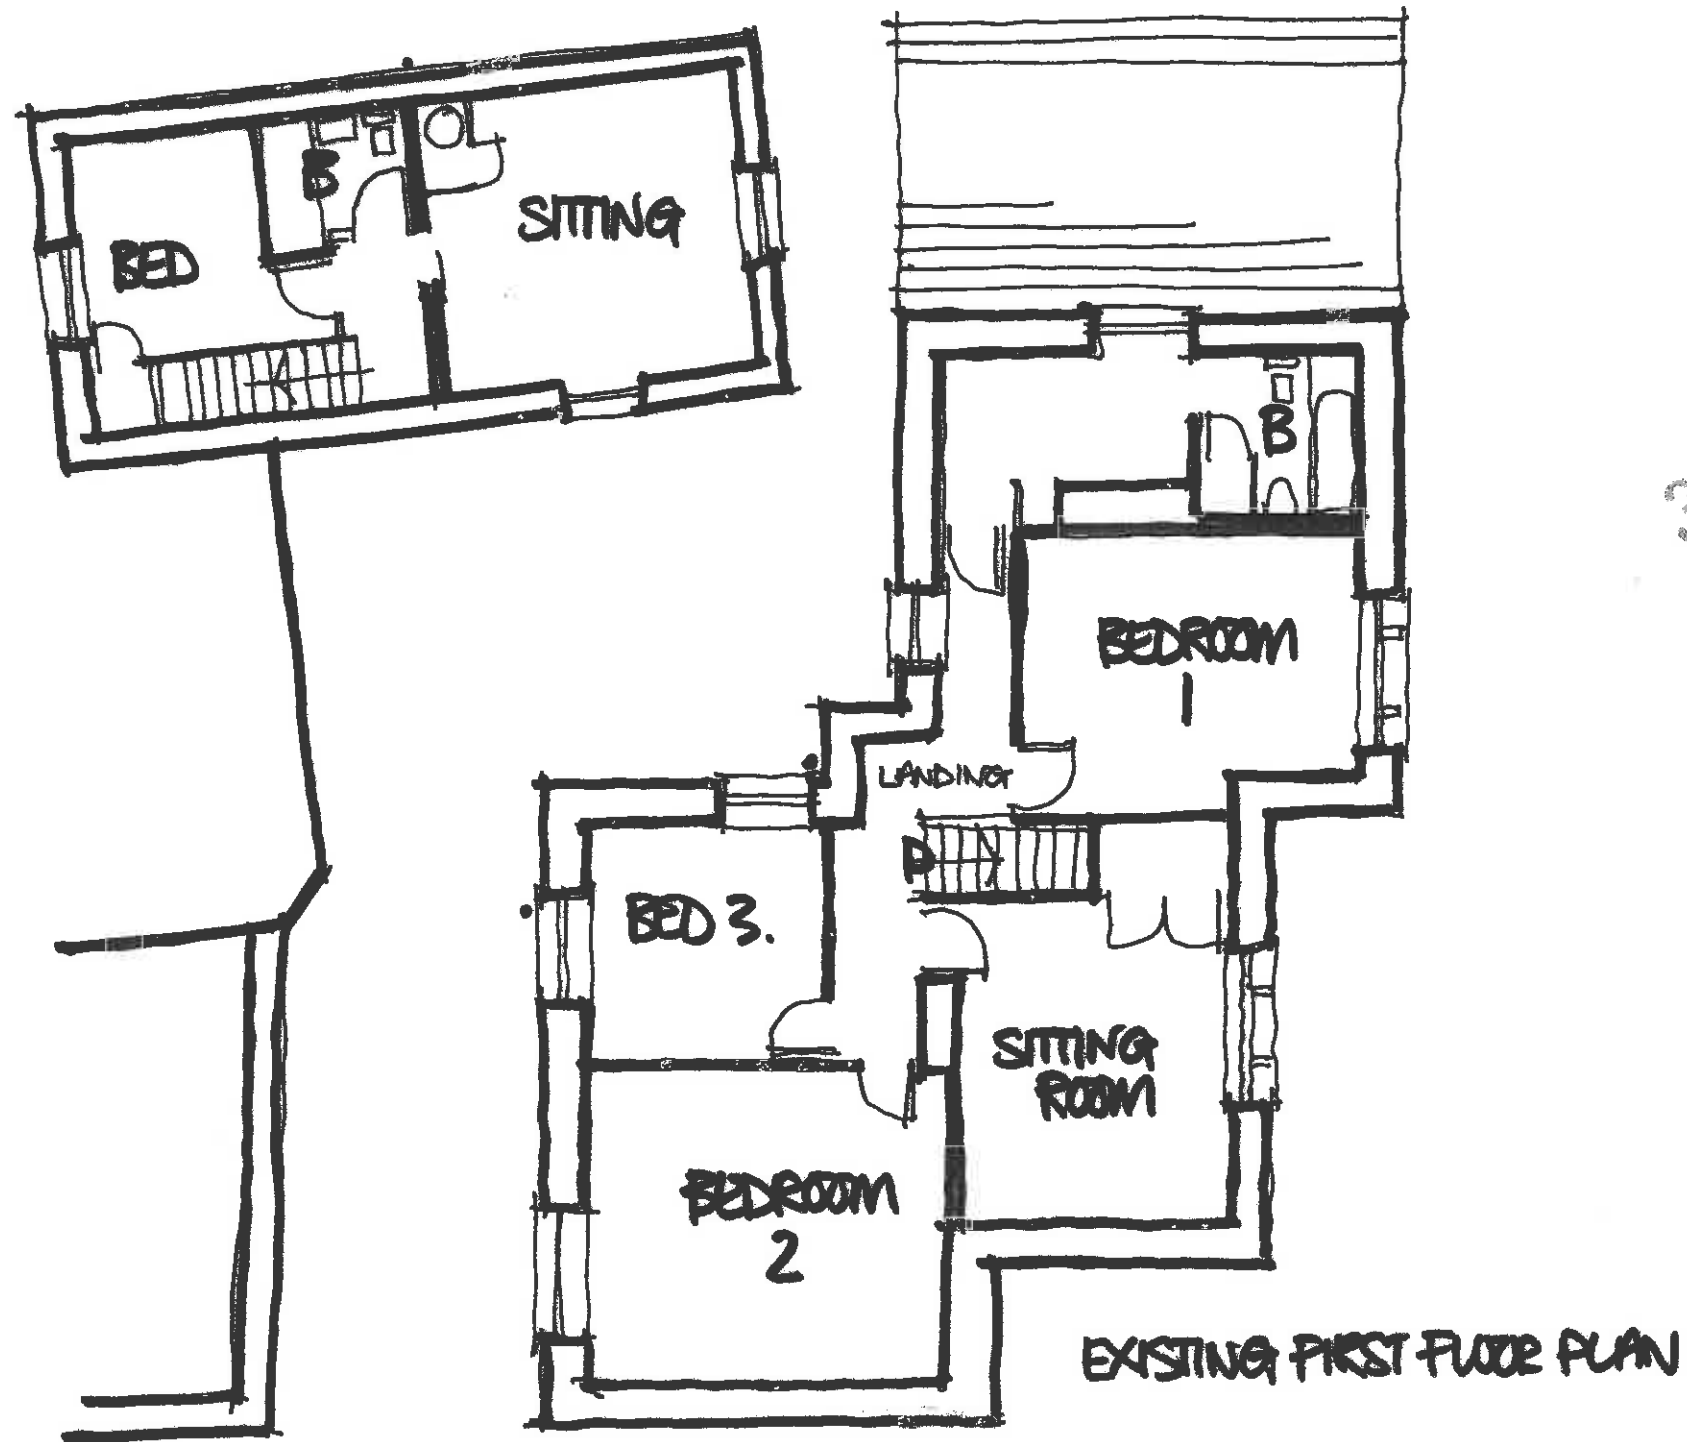 B
SITTING
BED
B
BEDROOM
1
LANDING
D
BED 3.
SITTING
ROOM
BEDROOM
2
EXISTING FIRST FLOOR PLAN